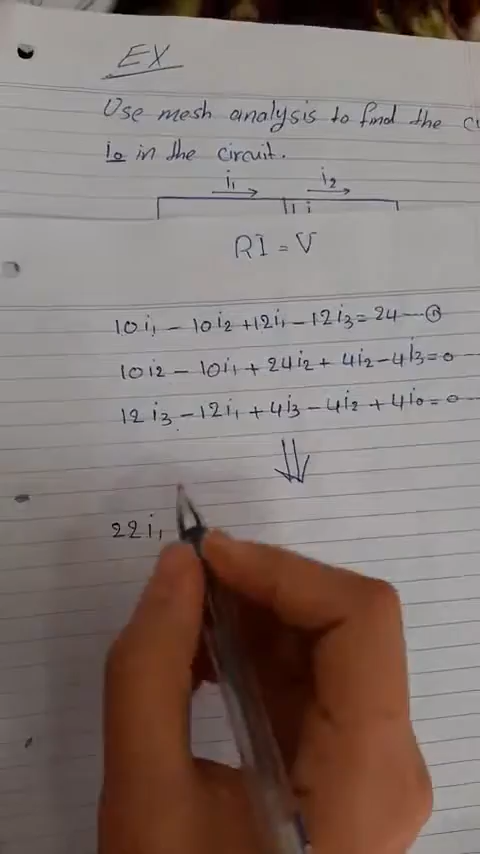 EX
Use mesh analysis to find the
io in the circuit.
i₁ i₂
RI = V
10i₁ - 10i₂ + 12i₁ - 12i₃ = 24 —①
10i₂ - 10i₁ + 24i₂ + 4i₂ - 4i₃ = 0
12i₃ - 12i₁ + 4i₃ - 4i₂ + 4i₀ = 0
22i₁